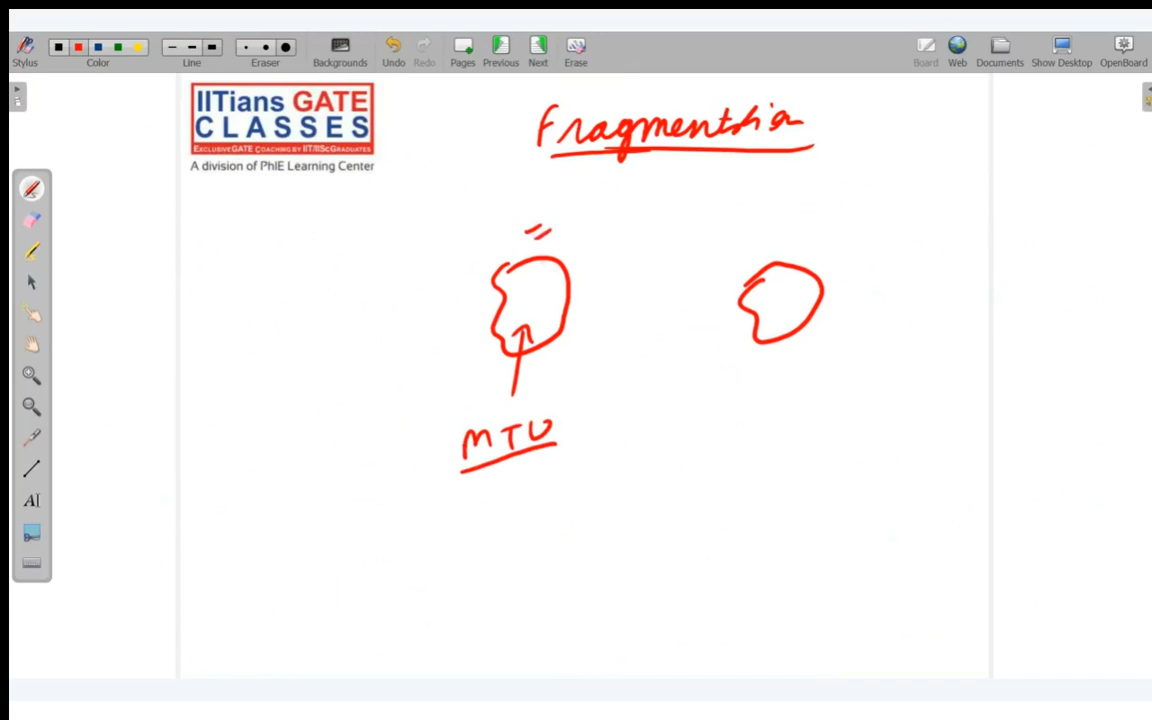 Stylus Color Line Eraser Backgrounds Undo Redo Pages Previous Next Erase Board Web Documents Show Desktop OpenBoard
IITians GATE
CLASSES
EXCLUSIVE GATE COACHING BY IIT/IISc GRADUATES
A division of PhIE Learning Center
Fragmentation
MTU
AI